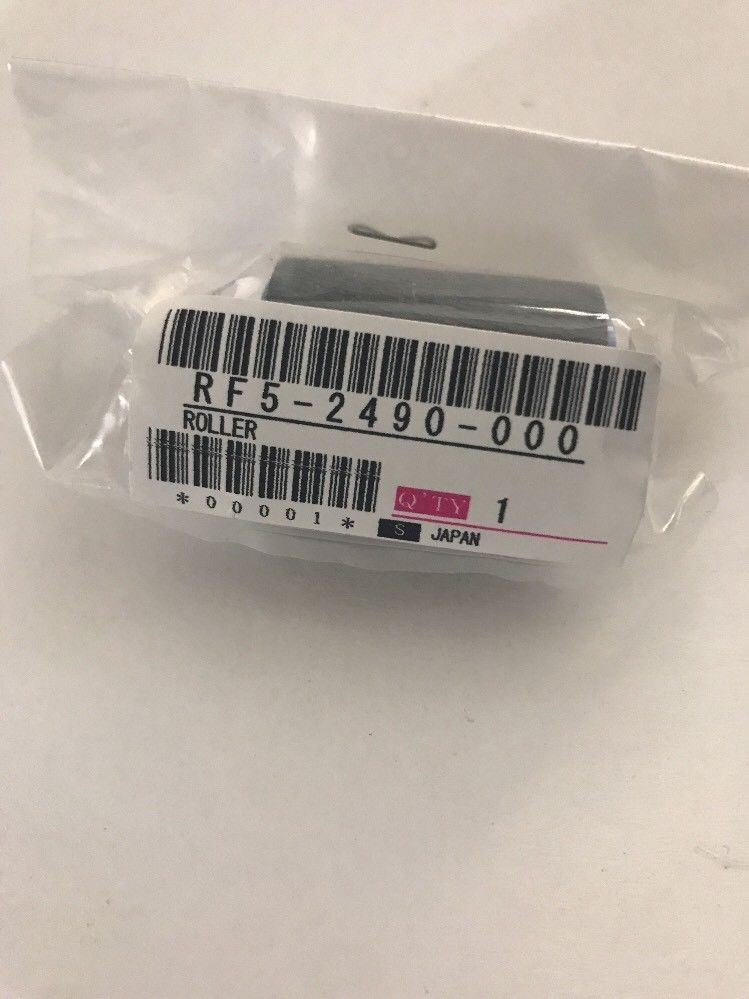 RF5-2490-000
ROLLER
*00001*
Q'TY 1
S JAPAN